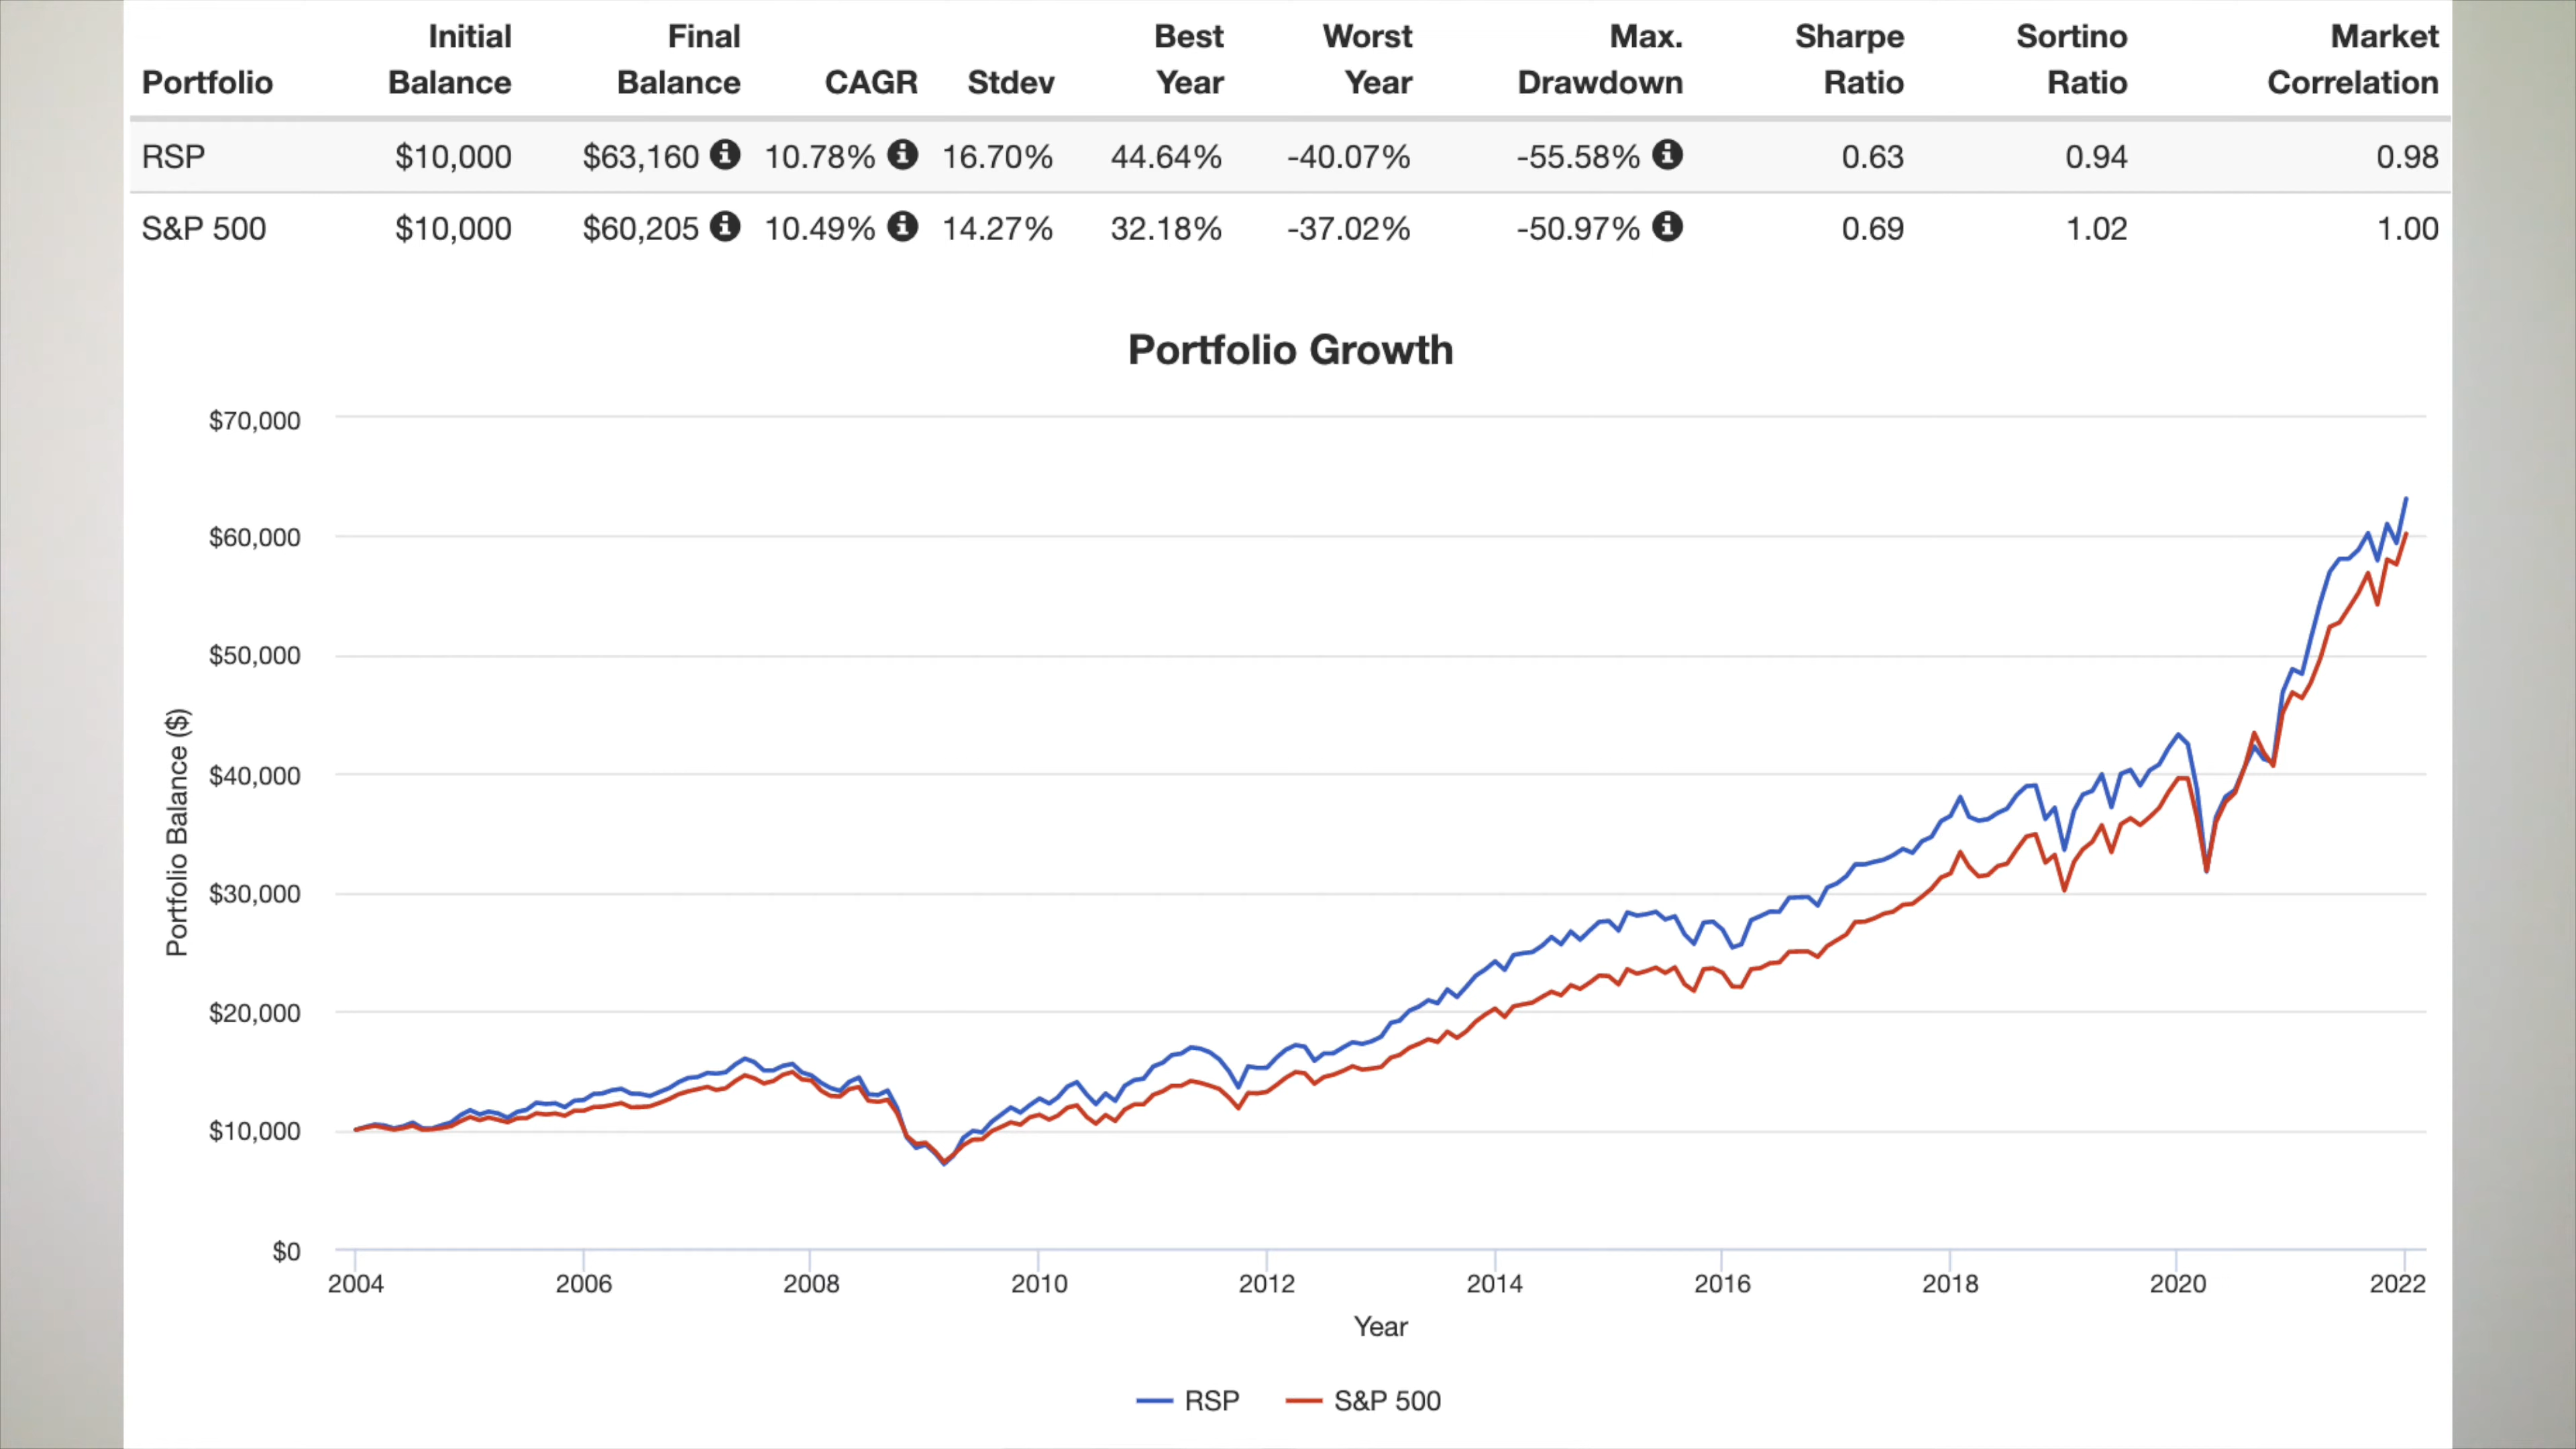 Portfolio Initial Balance Final Balance CAGR Stdev Best Year Worst Year Max. Drawdown Sharpe Ratio Sortino Ratio Market Correlation
RSP $10,000 $63,160 10.78% 16.70% 44.64% -40.07% -55.58% 0.63 0.94 0.98
S&P 500 $10,000 $60,205 10.49% 14.27% 32.18% -37.02% -50.97% 0.69 1.02 1.00
Portfolio Growth
Portfolio Balance ($)
$70,000
$60,000
$50,000
$40,000
$30,000
$20,000
$10,000
$0
2004 2006 2008 2010 2012 2014 2016 2018 2020 2022
Year
RSP S&P 500